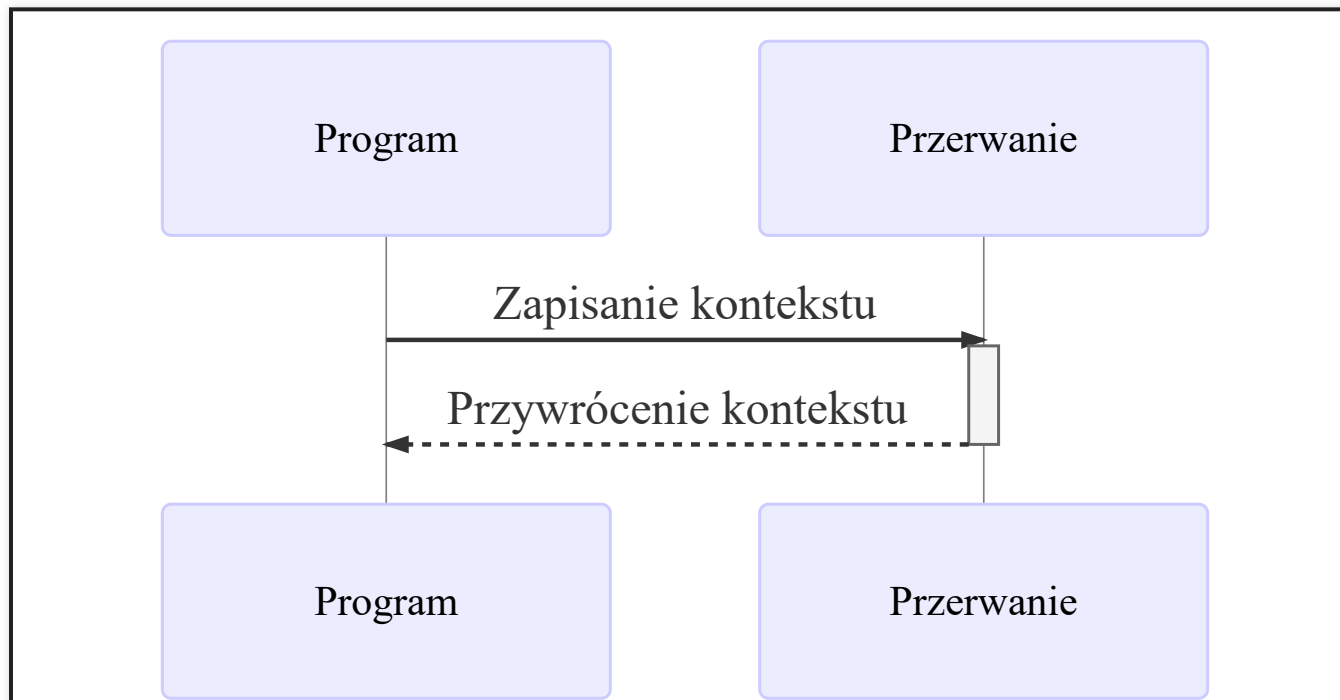 Program
Przerwanie
Zapisanie kontekstu
Przywrócenie kontekstu
Program
Przerwanie